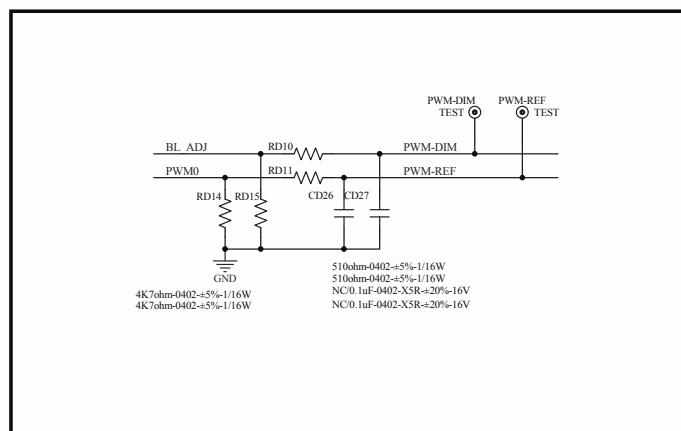 PWM-DIM PWM-REF
TEST TEST
BL_ADJ RD10 PWM-DIM
PWM0 RD11 PWM-REF
RD14 RD15 CD26 CD27
GND
510ohm-0402-±5%-1/16W
510ohm-0402-±5%-1/16W
NC/0.1uF-0402-X5R-±20%-16V
NC/0.1uF-0402-X5R-±20%-16V
4K7ohm-0402-±5%-1/16W
4K7ohm-0402-±5%-1/16W